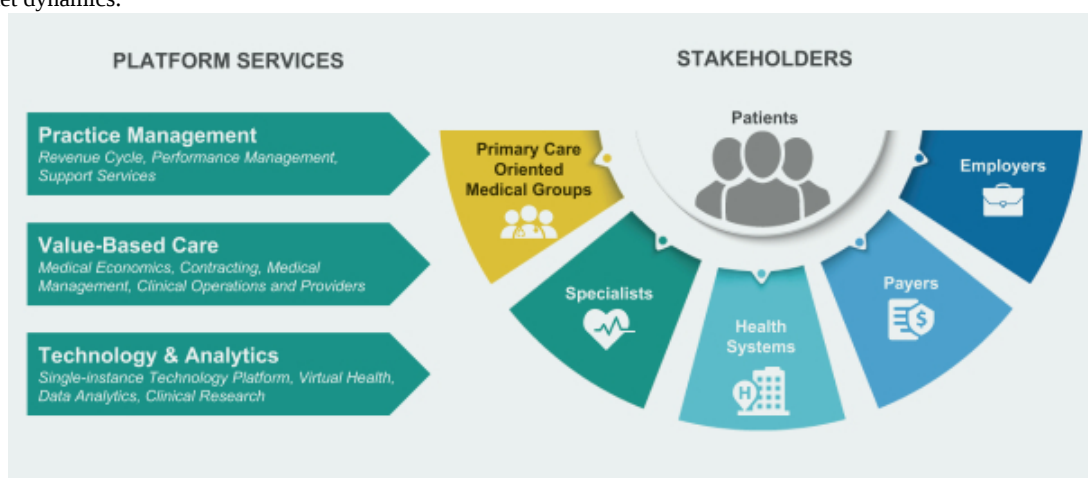 et dynamics.
PLATFORM SERVICES
Practice Management
Revenue Cycle, Performance Management,
Support Services
Value-Based Care
Medical Economics, Contracting, Medical
Management, Clinical Operations and Providers
Technology & Analytics
Single-instance Technology Platform, Virtual Health,
Data Analytics, Clinical Research
STAKEHOLDERS
Patients
Primary Care
Oriented
Medical Groups
Specialists
Health
Systems
H
Payers
$
Employers